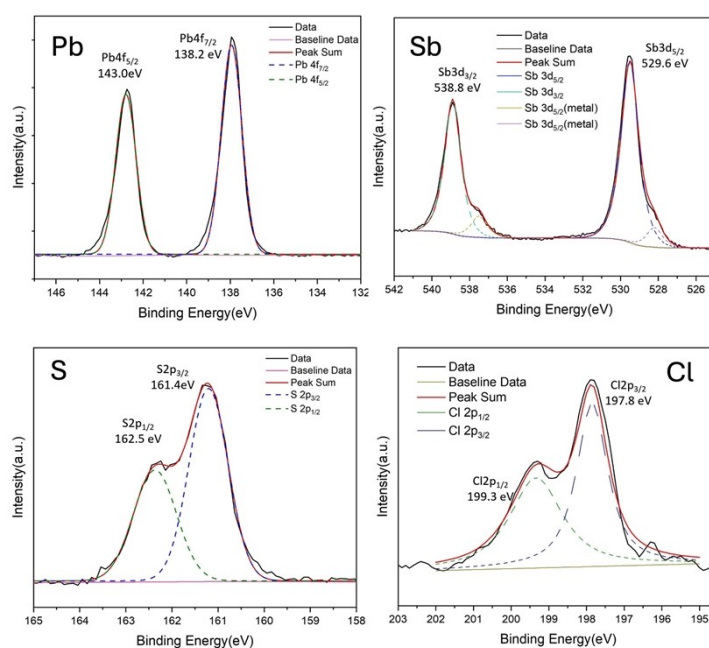 Pb
Pb4f7/2
138.2 eV
Pb4f5/2
143.0eV
Data
Baseline Data
Peak Sum
Pb 4f7/2
Pb 4f5/2
Intensity(a.u.)
146 144 142 140 138 136 134 132
Binding Energy(eV)
Sb
Sb3d3/2
538.8 eV
Sb3d5/2
529.6 eV
Data
Baseline Data
Peak Sum
Sb 3d5/2
Sb 3d3/2
Sb 3d5/2(metal)
Sb 3d5/2(metal)
Intensity(a.u.)
542 540 538 536 534 532 530 528 526
Binding Energy(eV)
S
S2p3/2
161.4eV
S2p1/2
162.5 eV
Data
Baseline Data
Peak Sum
S 2p3/2
S 2p1/2
Intensity(a.u.)
165 164 163 162 161 160 159 158
Binding Energy(eV)
Cl
Cl2p3/2
197.8 eV
Cl2p1/2
199.3 eV
Data
Baseline Data
Peak Sum
Cl 2p1/2
Cl 2p3/2
Intensity(a.u.)
203 202 201 200 199 198 197 196 195
Binding Energy(eV)